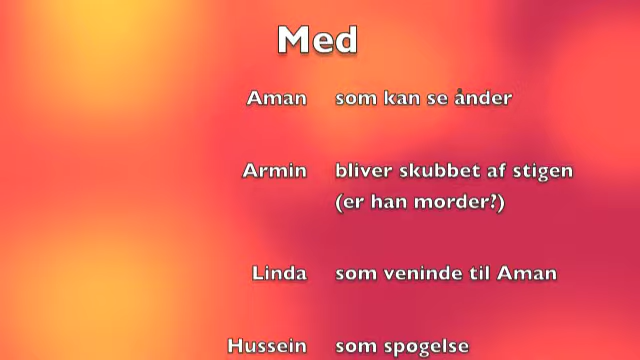 Med
Aman som kan se ånder
Armin bliver skubbet af stigen
(er han morder?)
Linda som veninde til Aman
Hussein som spøgelse